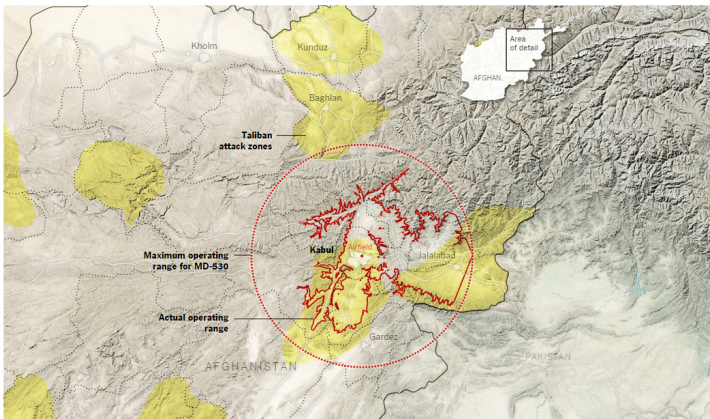 Kholm
Kunduz
Area
of detail
AFGHAN.
Baghlan
Taliban
attack zones
Kabul
Airfield
Maximum operating
range for MD-530
Jalalabad
Actual operating
range
Gardez
AFGHANISTAN
PAKISTAN